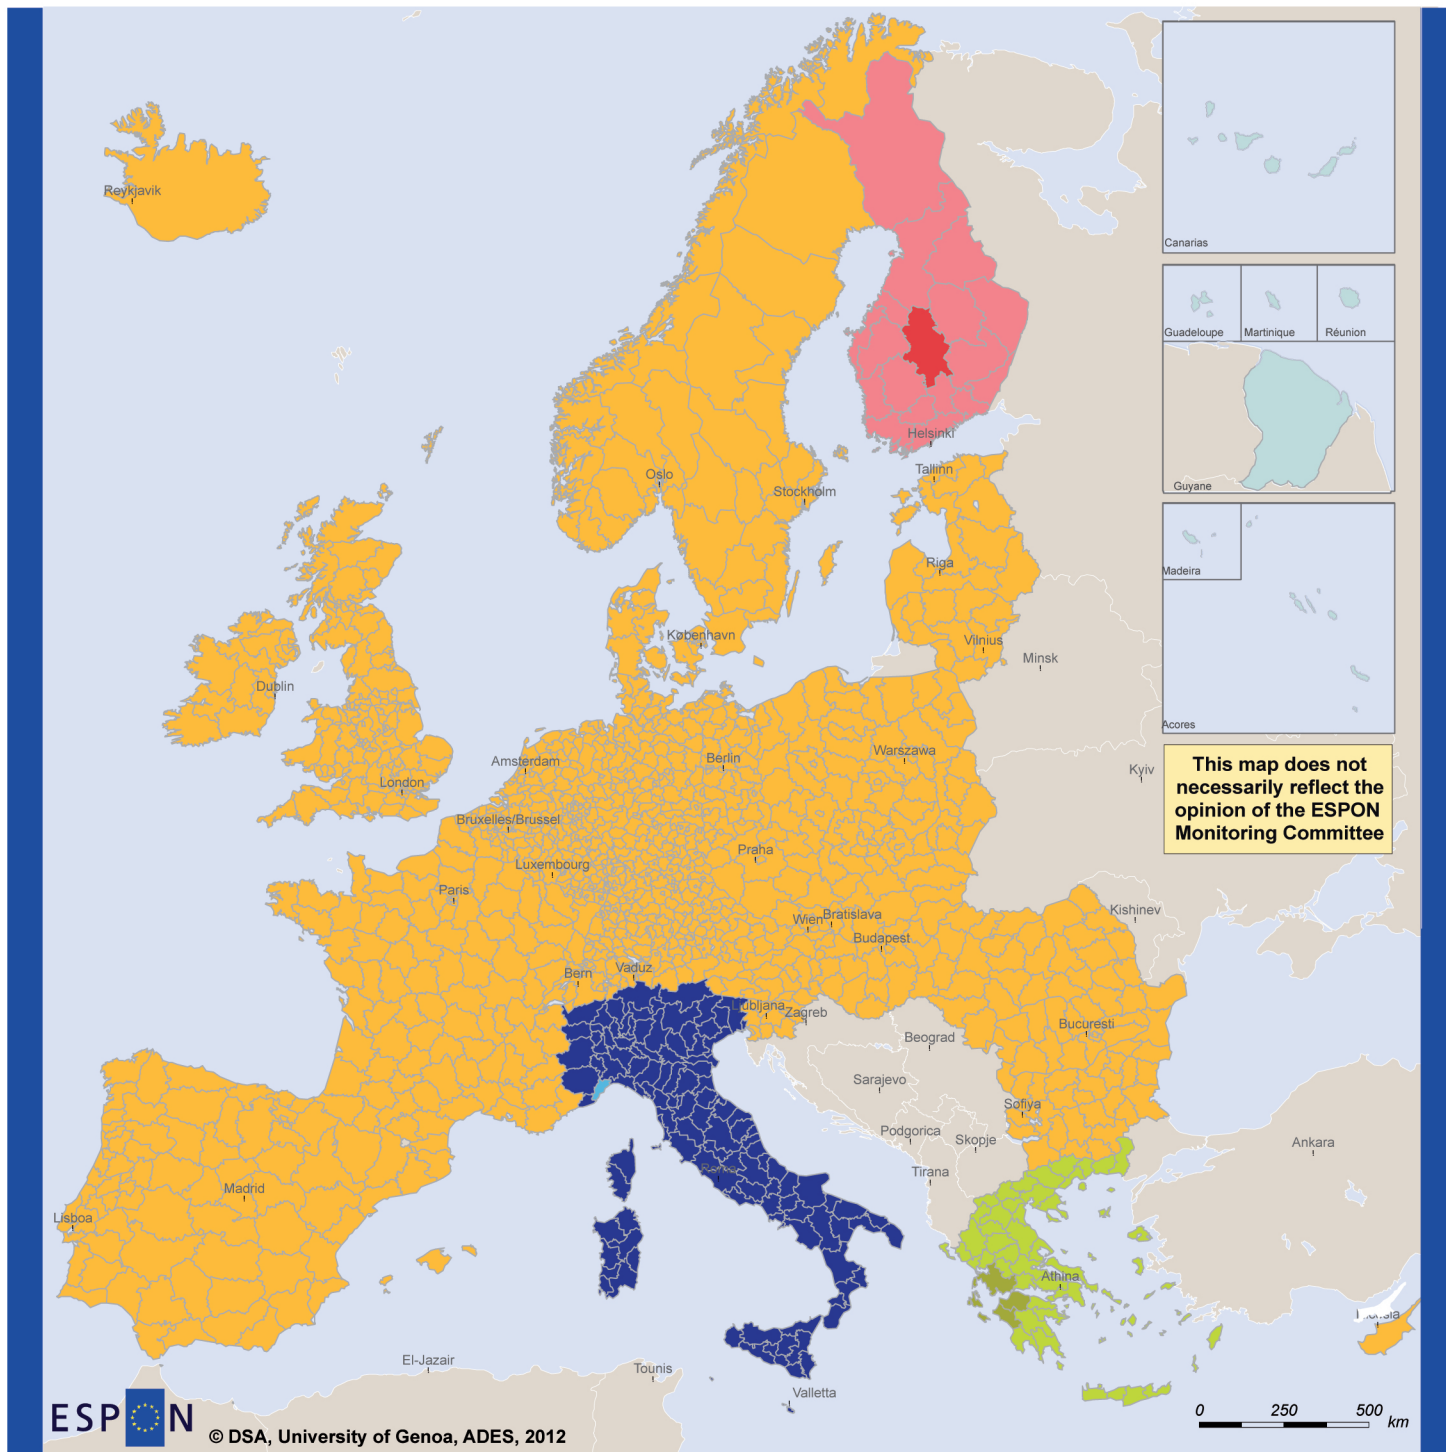 Reykjavik
Canarias
Guadeloupe
Martinique
Réunion
Guyane
Helsinki
Tallinn
Oslo
Stockholm
Riga
Madeira
København
Vilnius
Minsk
Dublin
Acores
Amsterdam
Berlin
Warszawa
Kyiv
This map does not
necessarily reflect the
opinion of the ESPON
Monitoring Committee
London
Bruxelles/Brussel
Luxembourg
Praha
Paris
Wien
Bratislava
Budapest
Kishinev
Bern
Vaduz
Ljubljana
Zagreb
Bucuresti
Beograd
Sarajevo
Sofiya
Podgorica
Skopje
Ankara
Roma
Tirana
Madrid
Lisboa
Athina
El-Jazair
Tounis
Valletta
0 250 500
km
ESPON
© DSA, University of Genoa, ADES, 2012